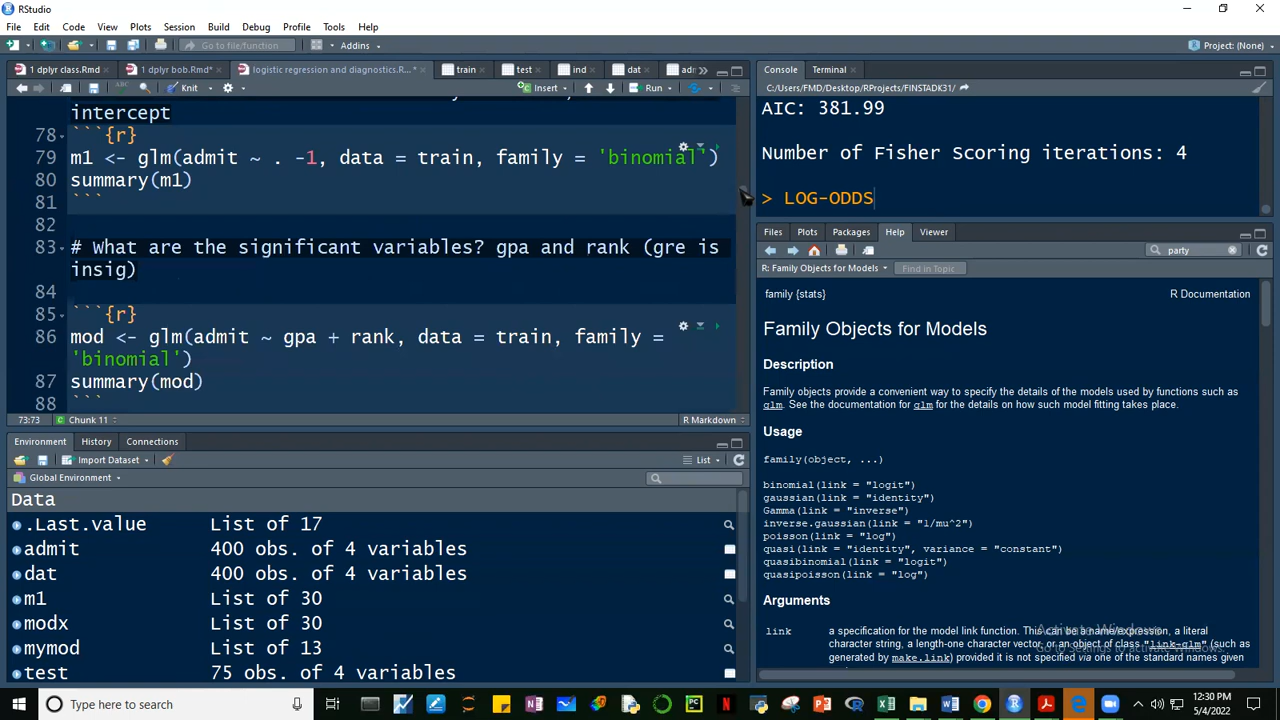 RStudio
File Edit Code View Plots Session Build Debug Profile Tools Help
Go to file/function Addins Project: (None)
1 dplyr class.Rmd 1 dplyr bob.Rmd* logistic regression and diagnostics.R...* train test ind dat
Knit Insert Run
intercept
78 ```{r}
79 m1 <- glm(admit ~ . -1, data = train, family = 'binomial')
80 summary(m1)
81 ```
82
83 # What are the significant variables? gpa and rank (gre is
insig)
84
85 ```{r}
86 mod <- glm(admit ~ gpa + rank, data = train, family =
'binomial')
87 summary(mod)
88 ```
73:73 Chunk 11 R Markdown
Environment History Connections
Import Dataset List
Global Environment
Data
.Last.value List of 17
admit 400 obs. of 4 variables
dat 400 obs. of 4 variables
m1 List of 30
modx List of 30
mymod List of 13
test 75 obs. of 4 variables
Console Terminal
C:/Users/FMD/Desktop/RProjects/FINSTADK31/
AIC: 381.99
Number of Fisher Scoring iterations: 4
> LOG-ODDS
Files Plots Packages Help Viewer
party
R: Family Objects for Models Find in Topic
family {stats} R Documentation
Family Objects for Models
Description
Family objects provide a convenient way to specify the details of the models used by functions such as
glm. See the documentation for glm for the details on how such model fitting takes place.
Usage
family(object, ...)
binomial(link = "logit")
gaussian(link = "identity")
Gamma(link = "inverse")
inverse.gaussian(link = "1/mu^2")
poisson(link = "log")
quasi(link = "identity", variance = "constant")
quasibinomial(link = "logit")
quasipoisson(link = "log")
Arguments
link a specification for the model link function. This can be a name/expression, a literal
character string, a length-one character vector, or an object of class "link-glm" (such as
generated by make.link) provided it is not specified via one of the standard names given
Activate Windows
Go to Settings to activate Windows.
Type here to search
12:30 PM
5/4/2022